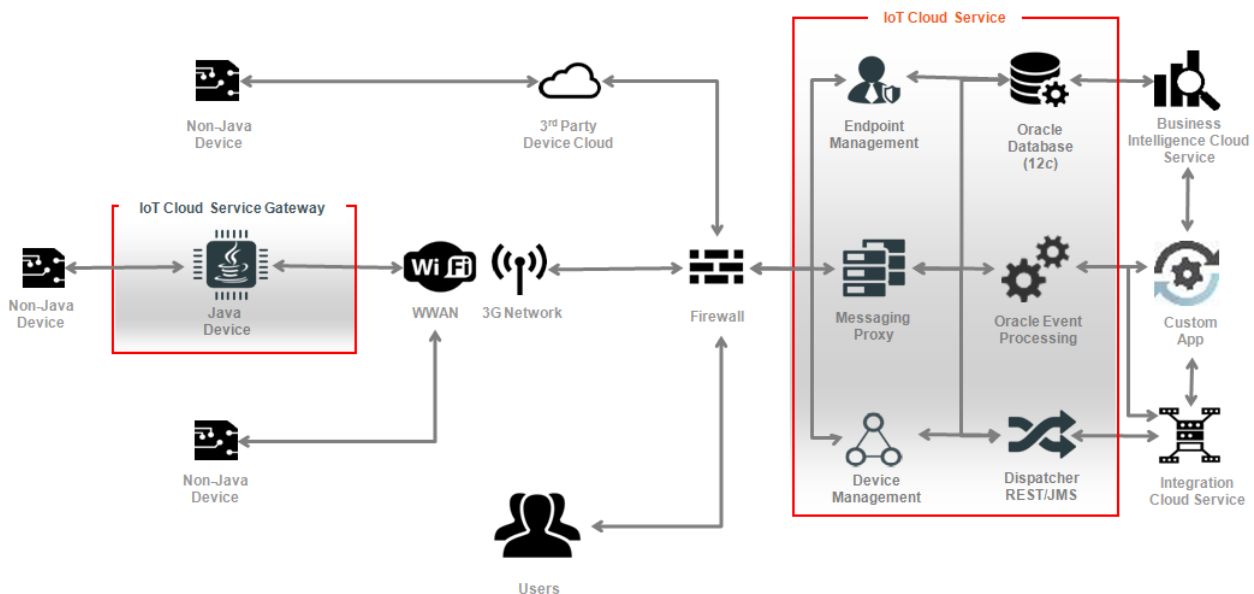 IoT Cloud Service
Non-Java
Device
3rd Party
Device Cloud
Endpoint
Management
Oracle
Database
(12c)
Business
Intelligence Cloud
Service
IoT Cloud Service Gateway
Non-Java
Device
Java
Device
Wi Fi
WWAN
3G Network
Firewall
Messaging
Proxy
Oracle Event
Processing
Custom
App
Non-Java
Device
Device
Management
Dispatcher
REST/JMS
Integration
Cloud Service
Users